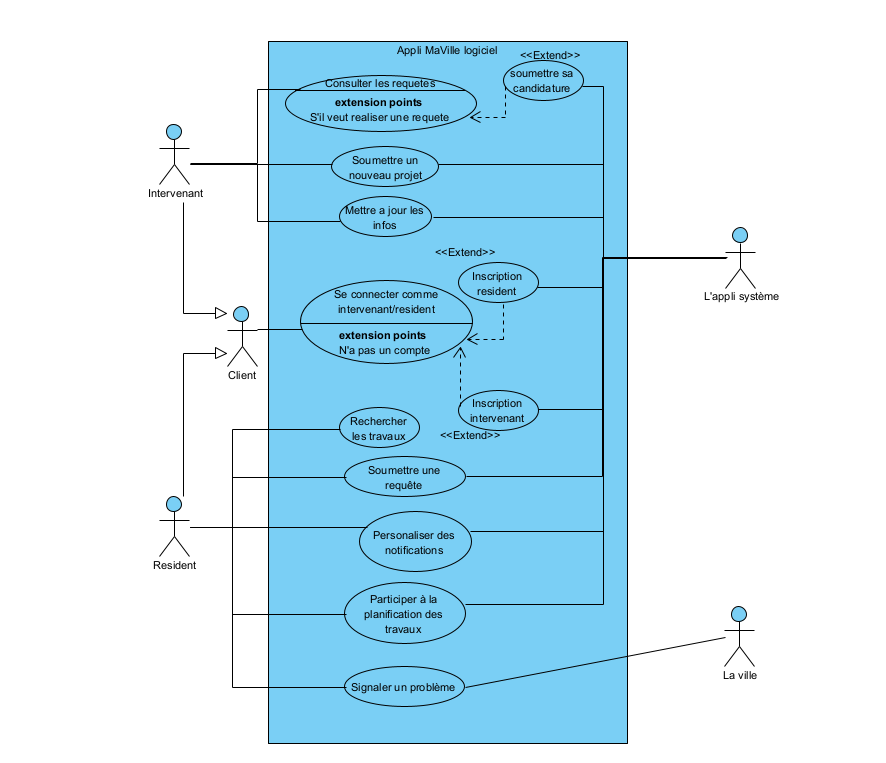 Appli MaVille logiciel
<<Extend>>
soumettre sa
candidature
Consulter les requetes
extension points
S'il veut realiser une requete
Intervenant
Soumettre un
nouveau projet
Mettre a jour les
infos
<<Extend>>
Inscription
resident
L'appli système
Se connecter comme
intervenant/resident
extension points
N'a pas un compte
Client
Inscription
intervenant
<<Extend>>
Rechercher
les travaux
Soumettre une
requête
Personaliser des
notifications
Resident
Participer à la
planification des
travaux
La ville
Signaler un problème